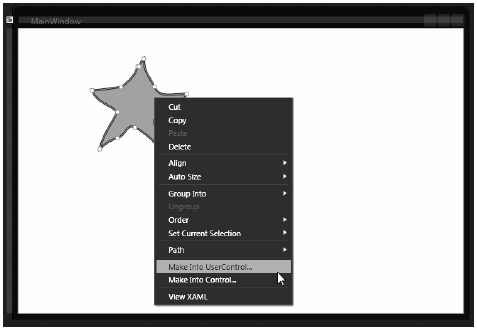 MainWindow
Cut
Copy
Paste
Delete
Align
Auto Size
Group Into
Ungroup
Order
Set Current Selection
Path
Make Into UserControl...
Make Into Control...
View XAML